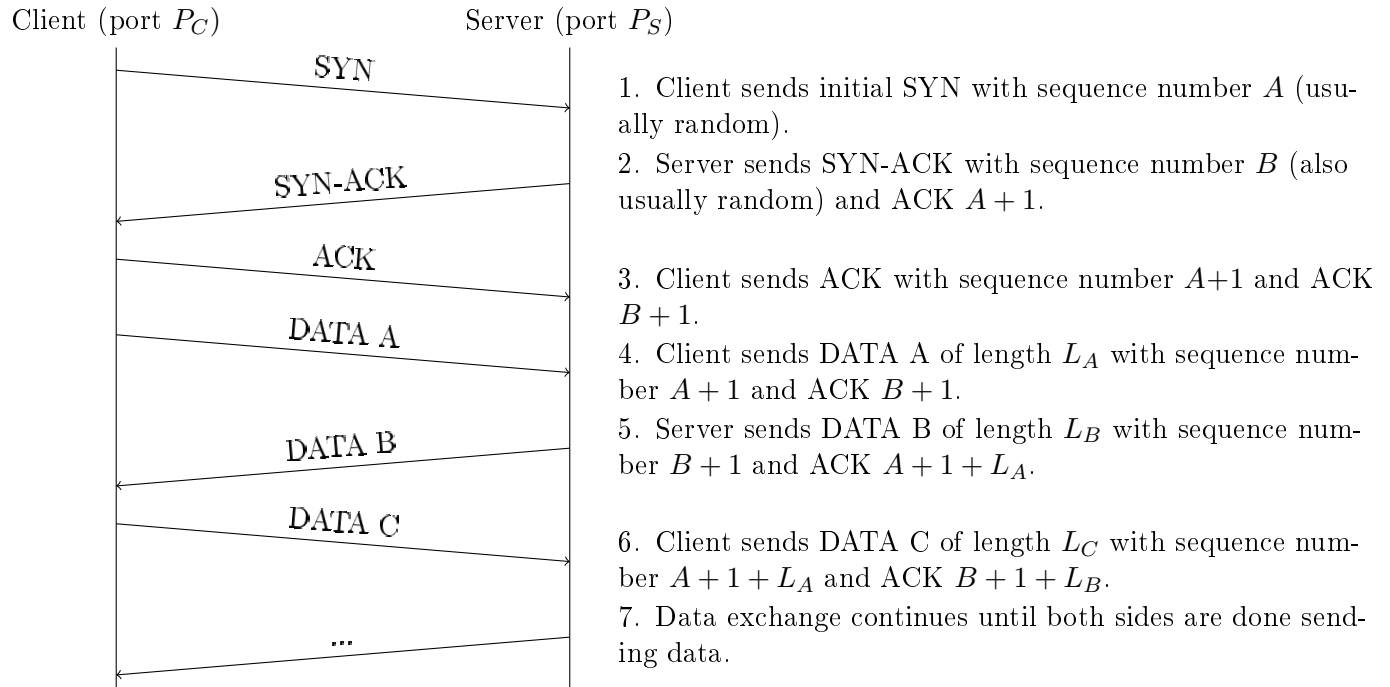 Client (port P_C) Server (port P_S)
SYN
1. Client sends initial SYN with sequence number A (usu-
ally random).
SYN-ACK
2. Server sends SYN-ACK with sequence number B (also
usually random) and ACK A + 1.
ACK
3. Client sends ACK with sequence number A+1 and ACK
B + 1.
DATA A
4. Client sends DATA A of length L_A with sequence num-
ber A + 1 and ACK B + 1.
DATA B
5. Server sends DATA B of length L_B with sequence num-
ber B + 1 and ACK A + 1 + L_A.
DATA C
6. Client sends DATA C of length L_C with sequence num-
ber A + 1 + L_A and ACK B + 1 + L_B.
...
7. Data exchange continues until both sides are done send-
ing data.